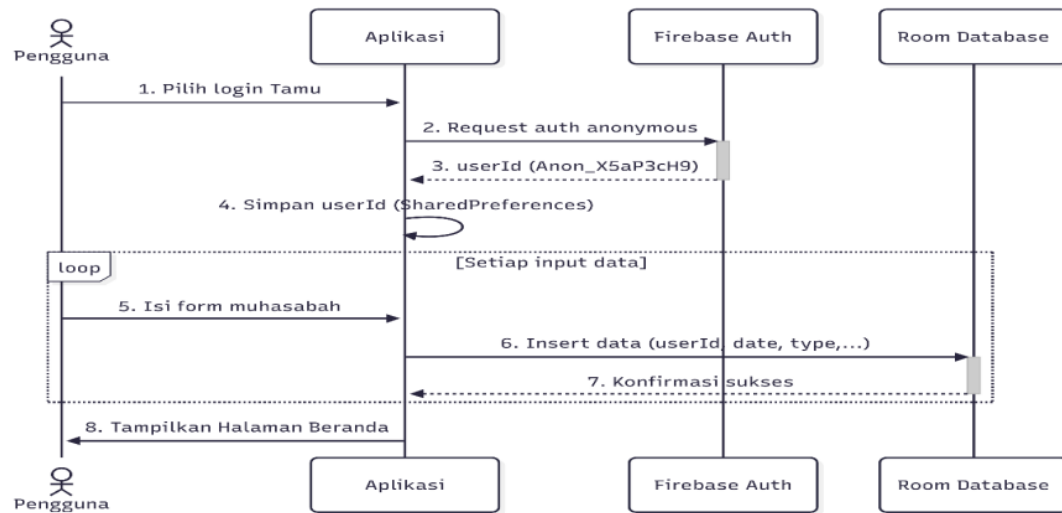 Pengguna
Aplikasi
Firebase Auth
Room Database
1. Pilih login Tamu
2. Request auth anonymous
3. userId (Anon_X5aP3cH9)
4. Simpan userId (SharedPreferences)
loop
[Setiap input data]
5. Isi form muhasabah
6. Insert data (userId, date, type,...)
7. Konfirmasi sukses
8. Tampilkan Halaman Beranda
Pengguna
Aplikasi
Firebase Auth
Room Database